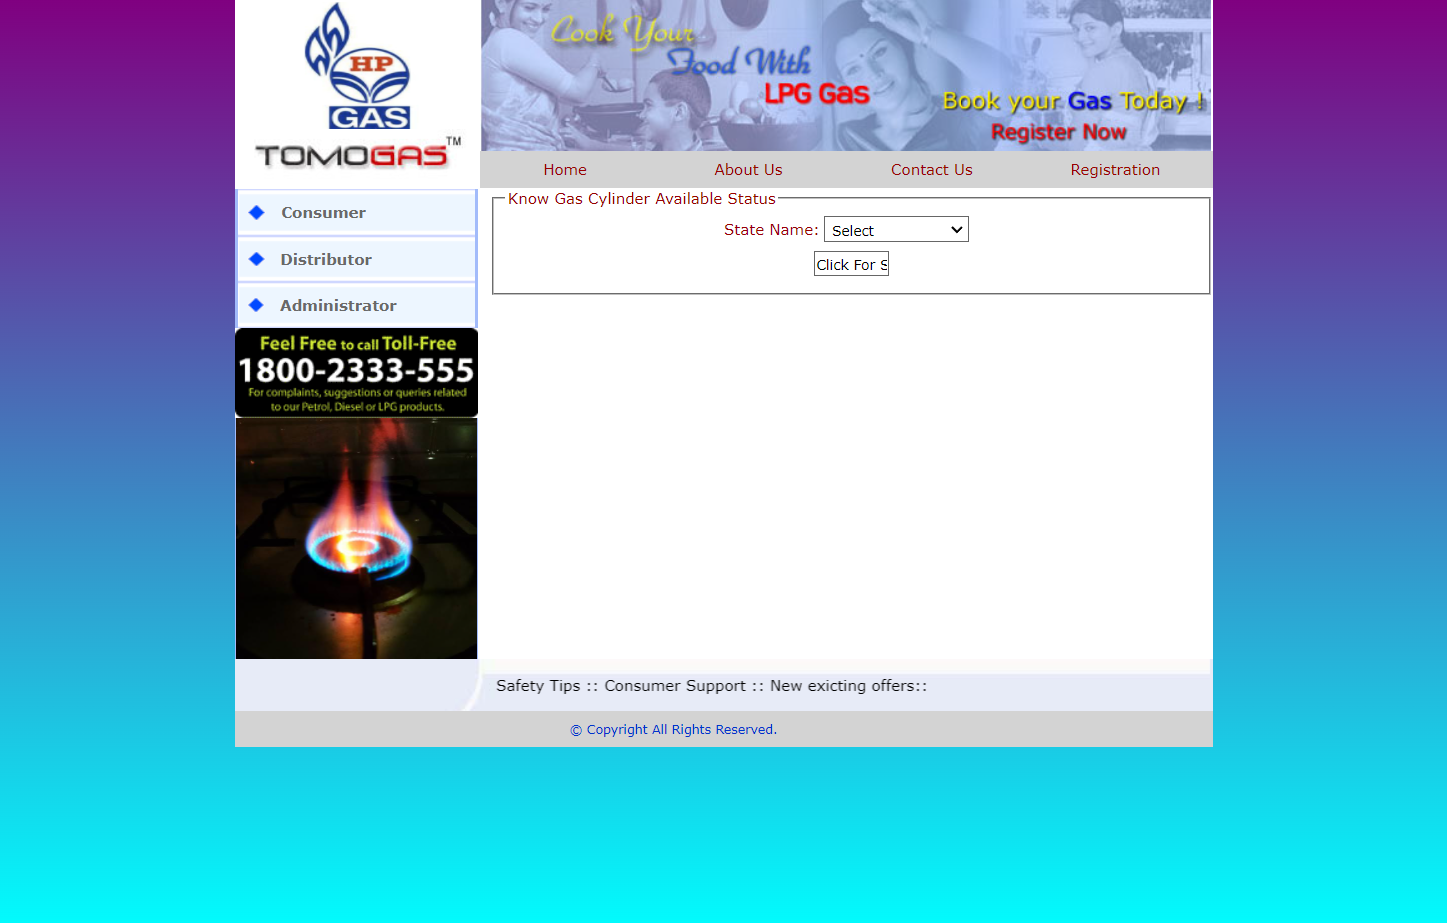 HP
GAS
TOMOGAS™
Cook Your
Food With
LPG Gas
Book your Gas Today !
Register Now
Home About Us Contact Us Registration
Consumer
Distributor
Administrator
Feel Free to call Toll-Free
1800-2333-555
For complaints, suggestions or queries related
to our Petrol, Diesel or LPG products.
Know Gas Cylinder Available Status
State Name: Select
Click For S
Safety Tips :: Consumer Support :: New exicting offers::
© Copyright All Rights Reserved.